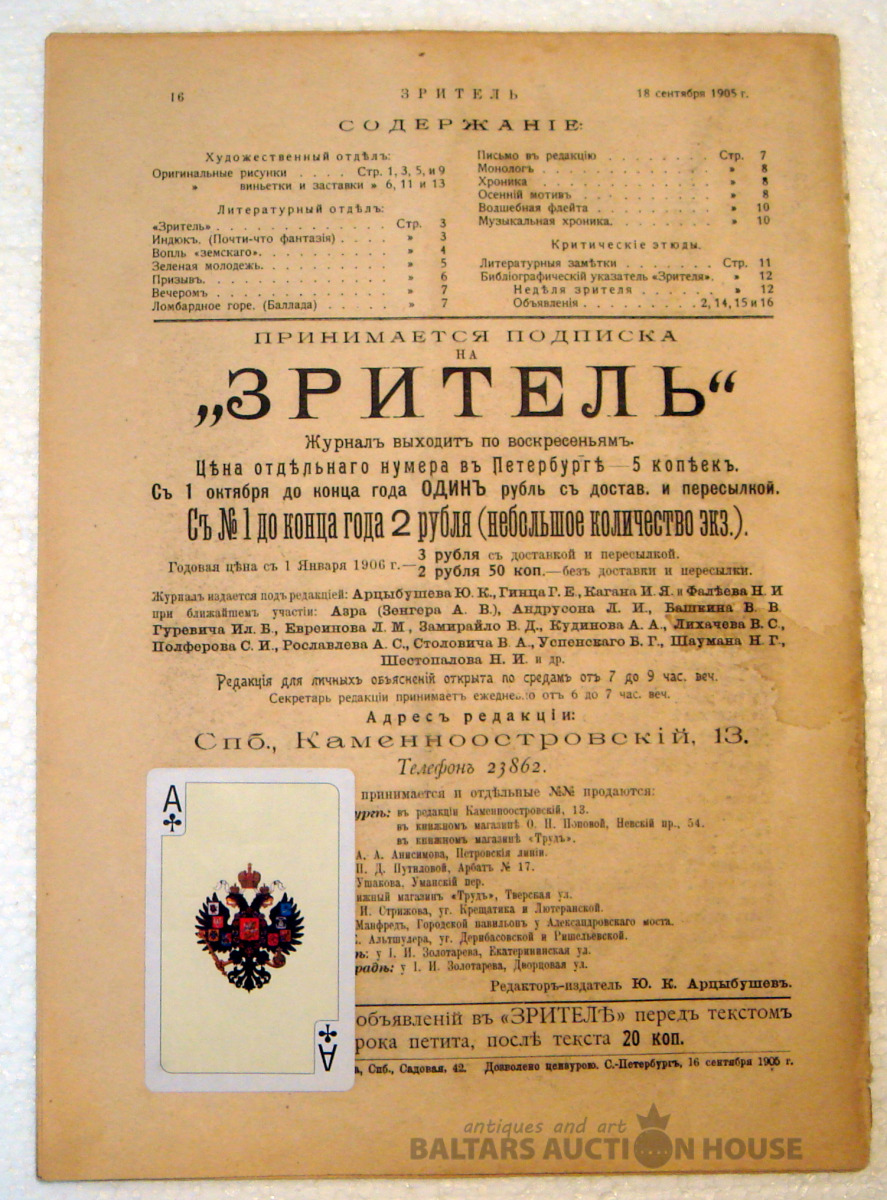 16 ЗРИТЕЛЬ 18 сентября 1905 г.
СОДЕРЖАНІЕ:
Художественный отдѣлъ:
Оригинальные рисунки . . . . Стр. 1, 3, 5, и 9
» виньетки и заставки » 6, 11 и 13
Литературный отдѣлъ:
«Зритель» . . . . . . . . . . . . . Стр. 3
Индюкъ. (Почти-что фантазія) . . . . » 3
Вопль «земскаго». . . . . . . . . . . » 4
Зеленая молодежь. . . . . . . . . . . » 5
Призывъ. . . . . . . . . . . . . . . » 6
Вечеромъ . . . . . . . . . . . . . . » 7
Ломбардное горе. (Баллада) . . . . . » 7
Письмо въ редакцію . . . . . . . . Стр. 7
Монологъ . . . . . . . . . . . . . . » 8
Хроника . . . . . . . . . . . . . . » 8
Осенній мотивъ . . . . . . . . . . . » 8
Волшебная флейта . . . . . . . . . . » 10
Музыкальная хроника. . . . . . . . . » 10
Критическіе этюды.
Литературныя замѣтки . . . . . . . Стр. 11
Библіографическій указатель «Зрителя». » 12
Недѣля зрителя . . . . . . . » 12
Объявленія . . . . . . . . . 2, 14, 15 и 16
ПРИНИМАЕТСЯ ПОДПИСКА
НА
„ЗРИТЕЛЬ“
Журналъ выходитъ по воскресеньямъ.
Цѣна отдѣльнаго нумера въ Петербургѣ — 5 копѣекъ.
Съ 1 октября до конца года ОДИНЪ рубль съ достав. и пересылкой.
Съ № 1 до конца года 2 рубля (небольшое количество экз.).
Годовая цѣна съ 1 Января 1906 г.—
3 рубля съ доставкой и пересылкой.
2 рубля 50 коп.—безъ доставки и пересылки.
Журналъ издается подъ редакціей: Арцыбушева Ю. К., Гинца Г. Е., Кагана И. Я. и Фалѣева Н. И
при ближайшемъ участіи: Азра (Зенгера А. В.), Андрусона Л. И., Башкина В. В.
Гуревича Ил. Б., Евреинова Л. М., Замирайло В. Д., Кудинова А. А., Лихачева В. С.,
Полферова С. И., Рославлева А. С., Столовича В. А., Успенскаго Б. Г., Шаумана Н. Г.,
Шестопалова Н. И. и др.
Редакція для личныхъ объясненій открыта по средамъ отъ 7 до 9 час. веч.
Секретарь редакціи принимаетъ ежедневно отъ 6 до 7 час. веч.
Адресъ редакціи:
Спб., Каменноостровскій, 13.
Телефонъ 23862.
принимается и отдѣльные №№ продаются:
ургѣ: въ редакціи Каменноостровскій, 13.
въ книжномъ магазинѣ О. Н. Поповой, Невскій пр., 54.
въ книжномъ магазинѣ «Трудъ».
А. А. Анисимова, Петровскія линіи.
П. Д. Путиловой, Арбатъ № 17.
Ушакова, Уманскій пер.
ижный магазинъ «Трудъ», Тверская ул.
И. Стрижова, уг. Крещатика и Лютеранской.
Манфредъ, Городской павильонъ у Александровскаго моста.
Альтшулера, уг. Дерибасовской и Ришельевской.
ѣ: у І. И. Золотарева, Екатерининская ул.
радѣ: у І. И. Золотарева, Дворцовая ул.
Редакторъ-издатель Ю. К. Арцыбушевъ.
объявленій въ «ЗРИТЕЛѢ» передъ текстомъ
рока петита, послѣ текста 20 коп.
а, Спб., Садовая, 42. Дозволено цензурою. С.-Петербургъ, 16 сентября 1905 г.
A
A
antiques and art
BALTARS AUCTION HOUSE